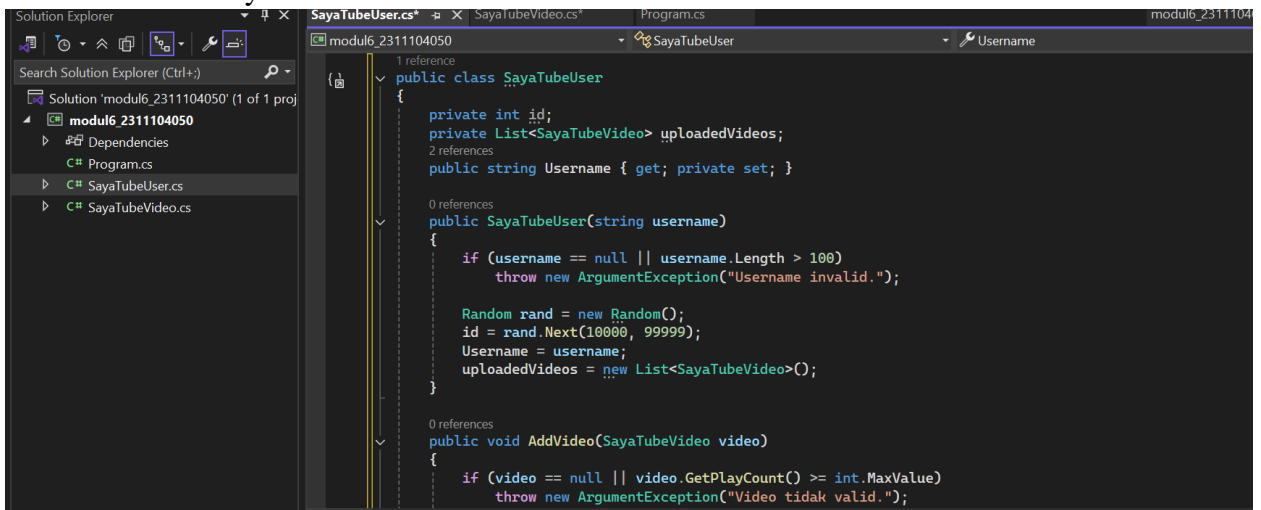 Solution Explorer
Search Solution Explorer (Ctrl+;)
Solution 'modul6_2311104050' (1 of 1 proj
modul6_2311104050
Dependencies
C# Program.cs
C# SayaTubeUser.cs
C# SayaTubeVideo.cs
SayaTubeUser.cs* SayaTubeVideo.cs* Program.cs modul6_23111040
C# modul6_2311104050 SayaTubeUser Username
1 reference
public class SayaTubeUser
{
private int id;
private List<SayaTubeVideo> uploadedVideos;
2 references
public string Username { get; private set; }
0 references
public SayaTubeUser(string username)
{
if (username == null || username.Length > 100)
throw new ArgumentException("Username invalid.");
Random rand = new Random();
id = rand.Next(10000, 99999);
Username = username;
uploadedVideos = new List<SayaTubeVideo>();
}
0 references
public void AddVideo(SayaTubeVideo video)
{
if (video == null || video.GetPlayCount() >= int.MaxValue)
throw new ArgumentException("Video tidak valid.");